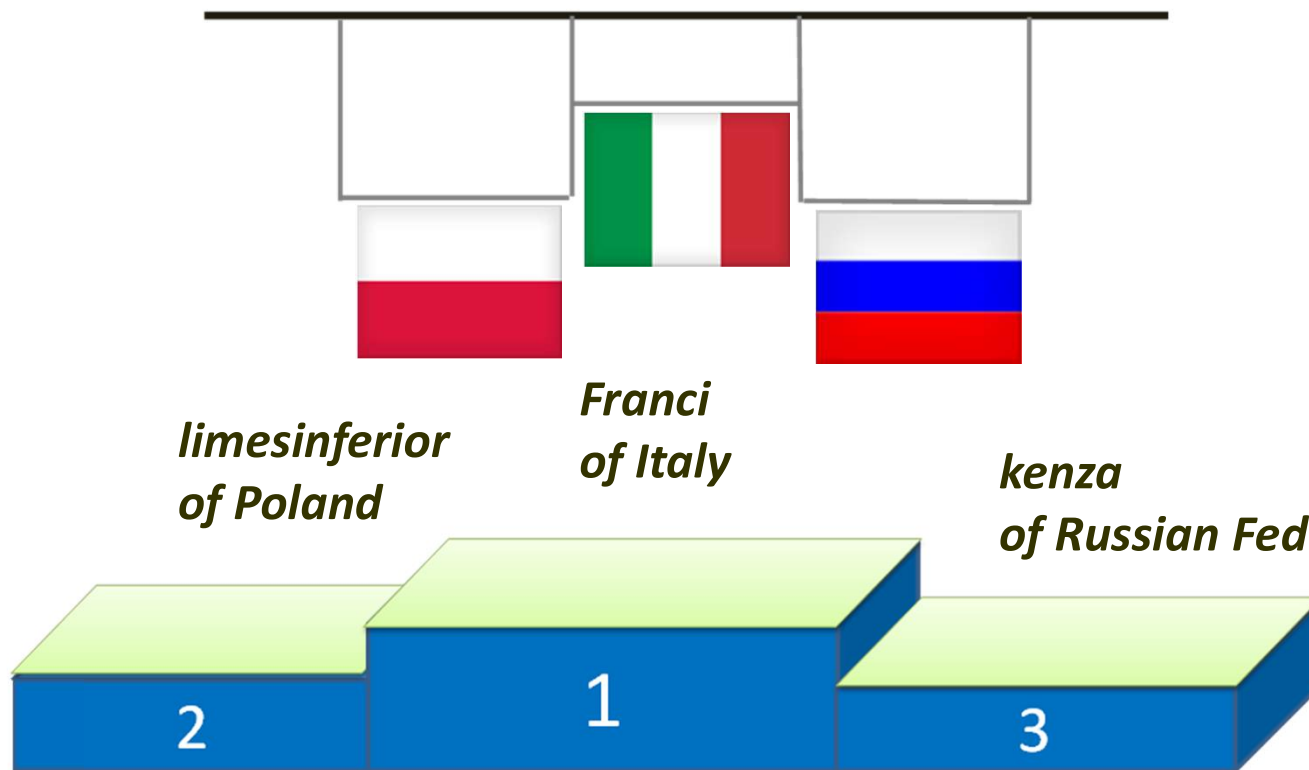 Franci
of Italy
limesinferior
of Poland
kenza
of Russian Fed
1
2
3